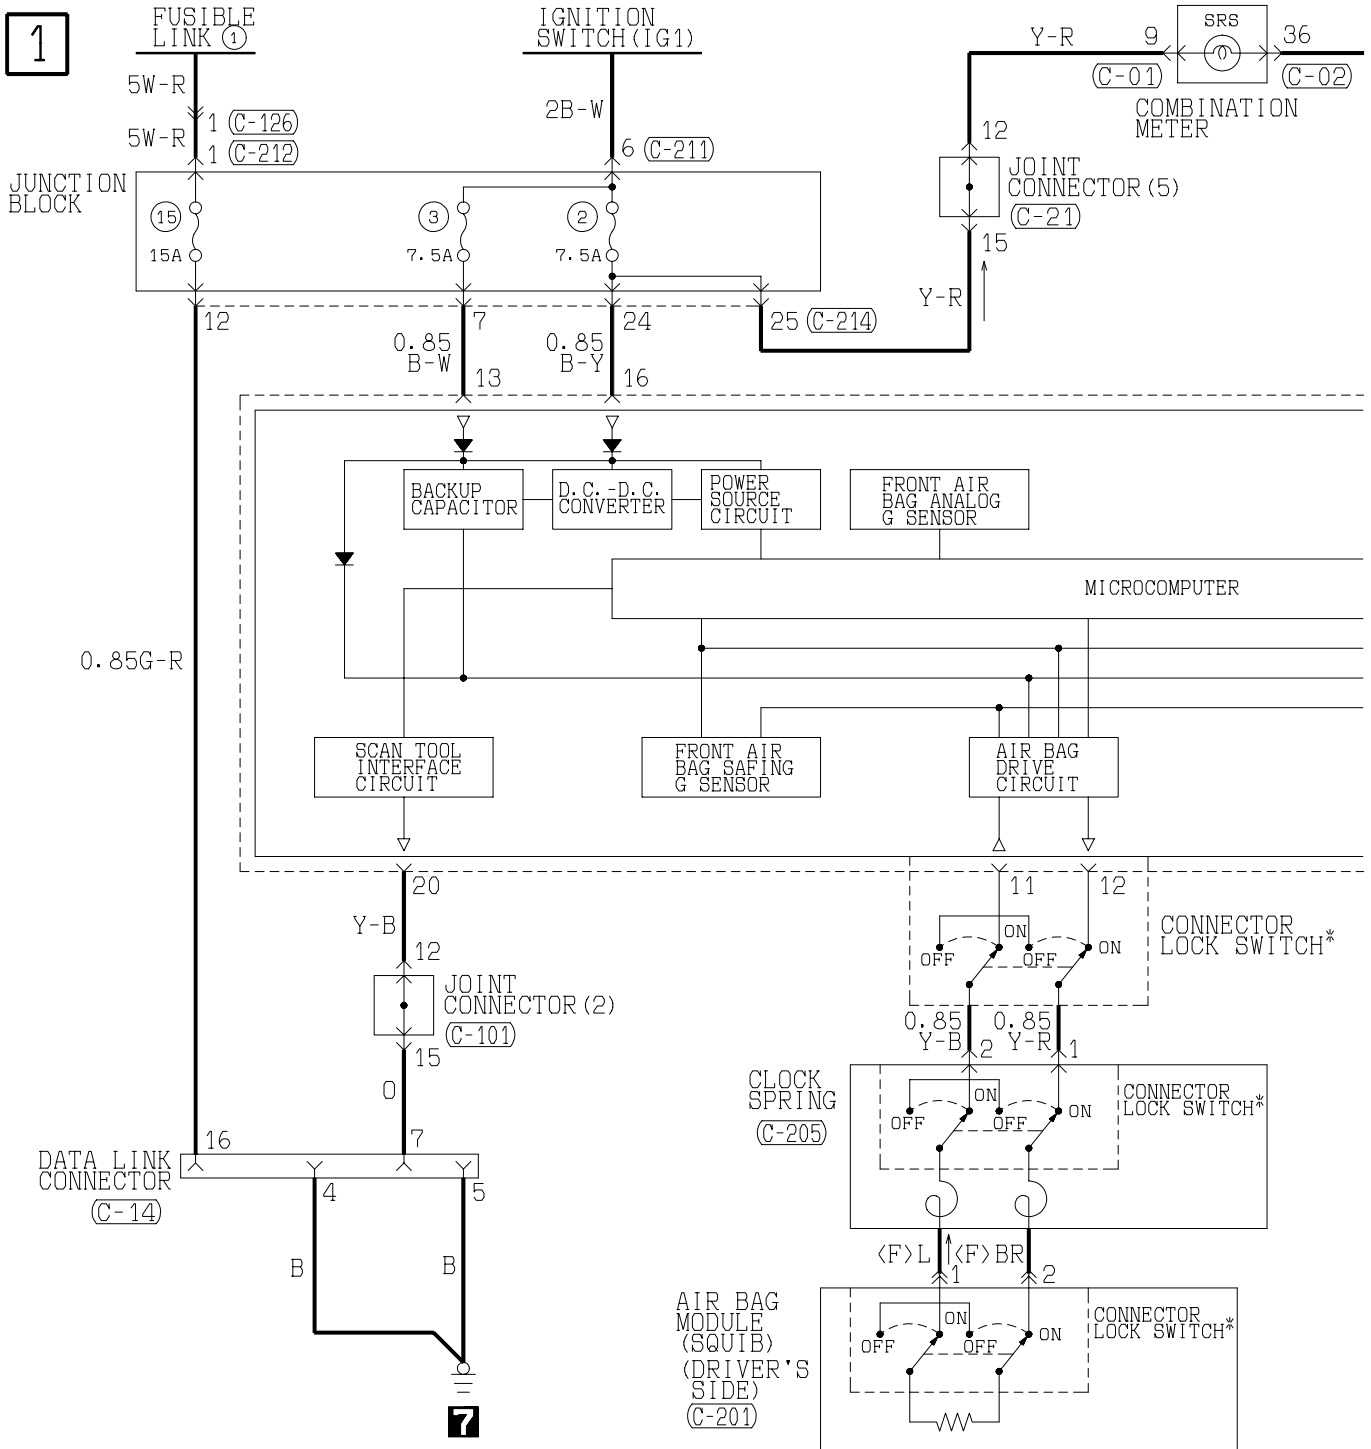 1
FUSIBLE
LINK ①
IGNITION
SWITCH(IG1)
5W-R
1 (C-126)
5W-R
1 (C-212)
2B-W
6 (C-211)
Y-R
9
(C-01)
SRS
36
(C-02)
COMBINATION
METER
12
JOINT
CONNECTOR(5)
(C-21)
15
Y-R
JUNCTION
BLOCK
15
15A
3
7.5A
2
7.5A
12
7
24
25 (C-214)
0.85
B-W
13
0.85
B-Y
16
BACKUP
CAPACITOR
D.C.-D.C.
CONVERTER
POWER
SOURCE
CIRCUIT
FRONT AIR
BAG ANALOG
G SENSOR
MICROCOMPUTER
0.85G-R
SCAN TOOL
INTERFACE
CIRCUIT
FRONT AIR
BAG SAFING
G SENSOR
AIR BAG
DRIVE
CIRCUIT
20
Y-B
12
JOINT
CONNECTOR(2)
(C-101)
15
O
11
12
ON
OFF
OFF
ON
CONNECTOR
LOCK SWITCH*
0.85
Y-B
2
0.85
Y-R
1
CLOCK
SPRING
(C-205)
ON
OFF
OFF
ON
CONNECTOR
LOCK SWITCH*
16
7
DATA LINK
CONNECTOR
(C-14)
4
5
B
B
7
<F>L
1
<F>BR
2
AIR BAG
MODULE
(SQUIB)
(DRIVER'S
SIDE)
(C-201)
ON
OFF
OFF
ON
CONNECTOR
LOCK SWITCH*